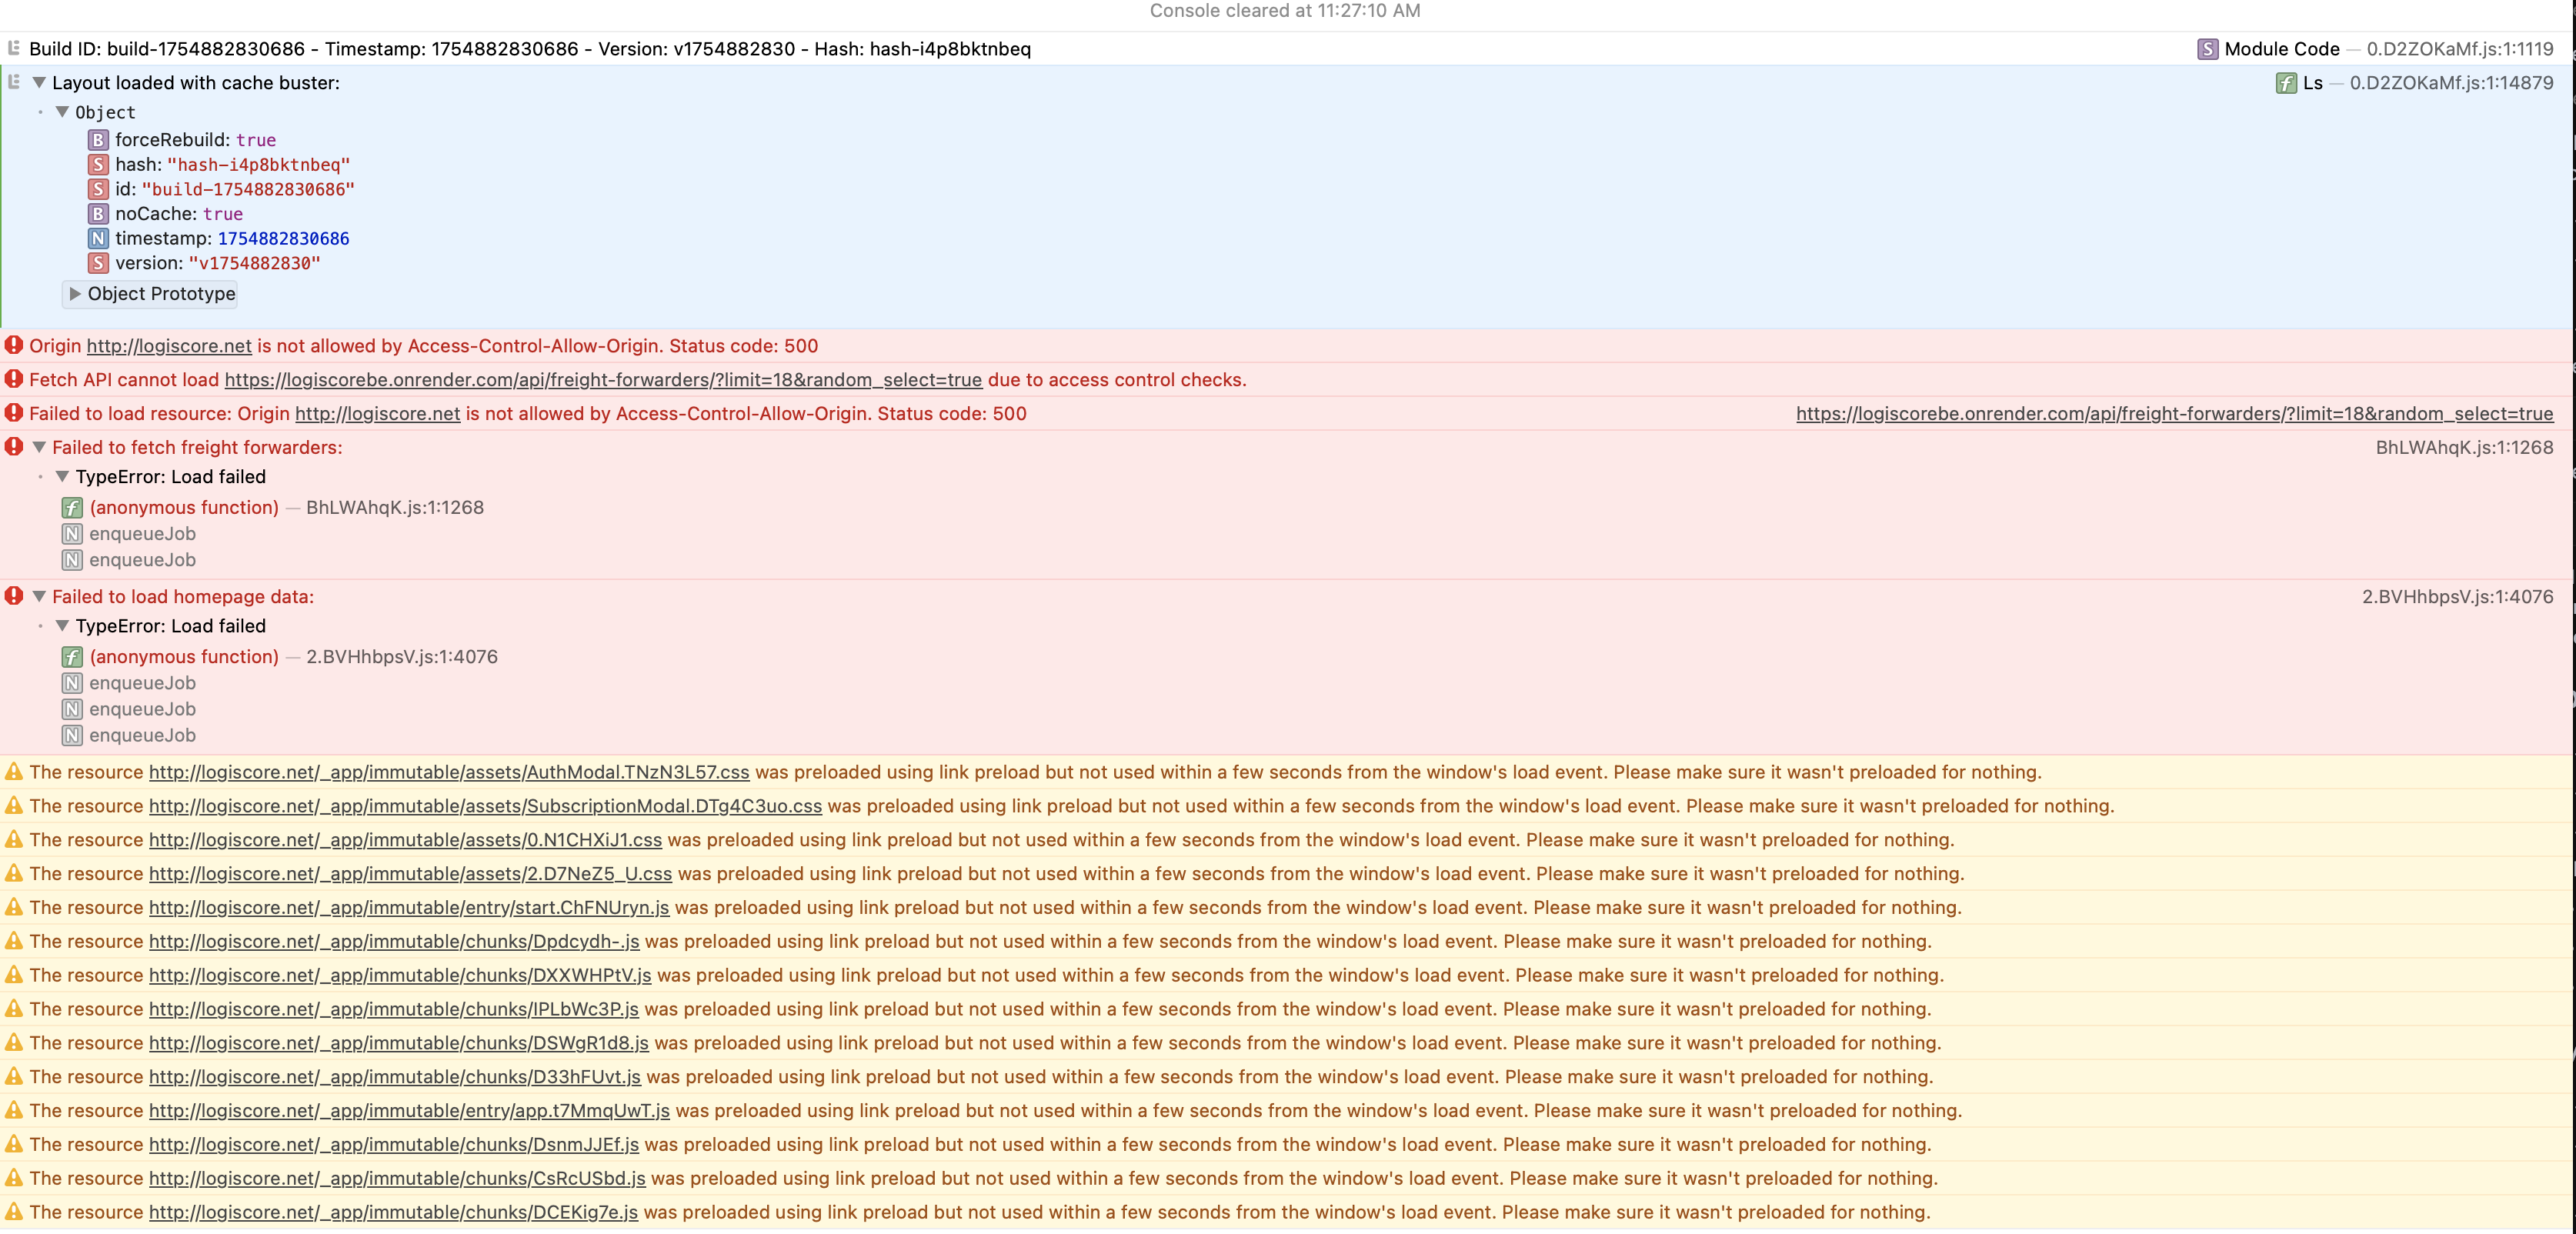 Console cleared at 11:27:10 AM
Build ID: build-1754882830686 - Timestamp: 1754882830686 - Version: v1754882830 - Hash: hash-i4p8bktnbeq S Module Code — 0.D2ZOKaMf.js:1:1119
Layout loaded with cache buster: f Ls — 0.D2ZOKaMf.js:1:14879
Object
B forceRebuild: true
S hash: "hash-i4p8bktnbeq"
S id: "build-1754882830686"
B noCache: true
N timestamp: 1754882830686
S version: "v1754882830"
Object Prototype
Origin http://logiscore.net is not allowed by Access-Control-Allow-Origin. Status code: 500
Fetch API cannot load https://logiscorebe.onrender.com/api/freight-forwarders/?limit=18&random_select=true due to access control checks.
Failed to load resource: Origin http://logiscore.net is not allowed by Access-Control-Allow-Origin. Status code: 500 https://logiscorebe.onrender.com/api/freight-forwarders/?limit=18&random_select=true
Failed to fetch freight forwarders: BhLWAhqK.js:1:1268
TypeError: Load failed
f (anonymous function) — BhLWAhqK.js:1:1268
N enqueueJob
N enqueueJob
Failed to load homepage data: 2.BVHhbpsV.js:1:4076
TypeError: Load failed
f (anonymous function) — 2.BVHhbpsV.js:1:4076
N enqueueJob
N enqueueJob
N enqueueJob
The resource http://logiscore.net/_app/immutable/assets/AuthModal.TNzN3L57.css was preloaded using link preload but not used within a few seconds from the window's load event. Please make sure it wasn't preloaded for nothing.
The resource http://logiscore.net/_app/immutable/assets/SubscriptionModal.DTg4C3uo.css was preloaded using link preload but not used within a few seconds from the window's load event. Please make sure it wasn't preloaded for nothing.
The resource http://logiscore.net/_app/immutable/assets/0.N1CHXiJ1.css was preloaded using link preload but not used within a few seconds from the window's load event. Please make sure it wasn't preloaded for nothing.
The resource http://logiscore.net/_app/immutable/assets/2.D7NeZ5_U.css was preloaded using link preload but not used within a few seconds from the window's load event. Please make sure it wasn't preloaded for nothing.
The resource http://logiscore.net/_app/immutable/entry/start.ChFNUryn.js was preloaded using link preload but not used within a few seconds from the window's load event. Please make sure it wasn't preloaded for nothing.
The resource http://logiscore.net/_app/immutable/chunks/Dpdcydh-.js was preloaded using link preload but not used within a few seconds from the window's load event. Please make sure it wasn't preloaded for nothing.
The resource http://logiscore.net/_app/immutable/chunks/DXXWHPtV.js was preloaded using link preload but not used within a few seconds from the window's load event. Please make sure it wasn't preloaded for nothing.
The resource http://logiscore.net/_app/immutable/chunks/IPLbWc3P.js was preloaded using link preload but not used within a few seconds from the window's load event. Please make sure it wasn't preloaded for nothing.
The resource http://logiscore.net/_app/immutable/chunks/DSWgR1d8.js was preloaded using link preload but not used within a few seconds from the window's load event. Please make sure it wasn't preloaded for nothing.
The resource http://logiscore.net/_app/immutable/chunks/D33hFUvt.js was preloaded using link preload but not used within a few seconds from the window's load event. Please make sure it wasn't preloaded for nothing.
The resource http://logiscore.net/_app/immutable/entry/app.t7MmqUwT.js was preloaded using link preload but not used within a few seconds from the window's load event. Please make sure it wasn't preloaded for nothing.
The resource http://logiscore.net/_app/immutable/chunks/DsnmJJEf.js was preloaded using link preload but not used within a few seconds from the window's load event. Please make sure it wasn't preloaded for nothing.
The resource http://logiscore.net/_app/immutable/chunks/CsRcUSbd.js was preloaded using link preload but not used within a few seconds from the window's load event. Please make sure it wasn't preloaded for nothing.
The resource http://logiscore.net/_app/immutable/chunks/DCEKig7e.js was preloaded using link preload but not used within a few seconds from the window's load event. Please make sure it wasn't preloaded for nothing.